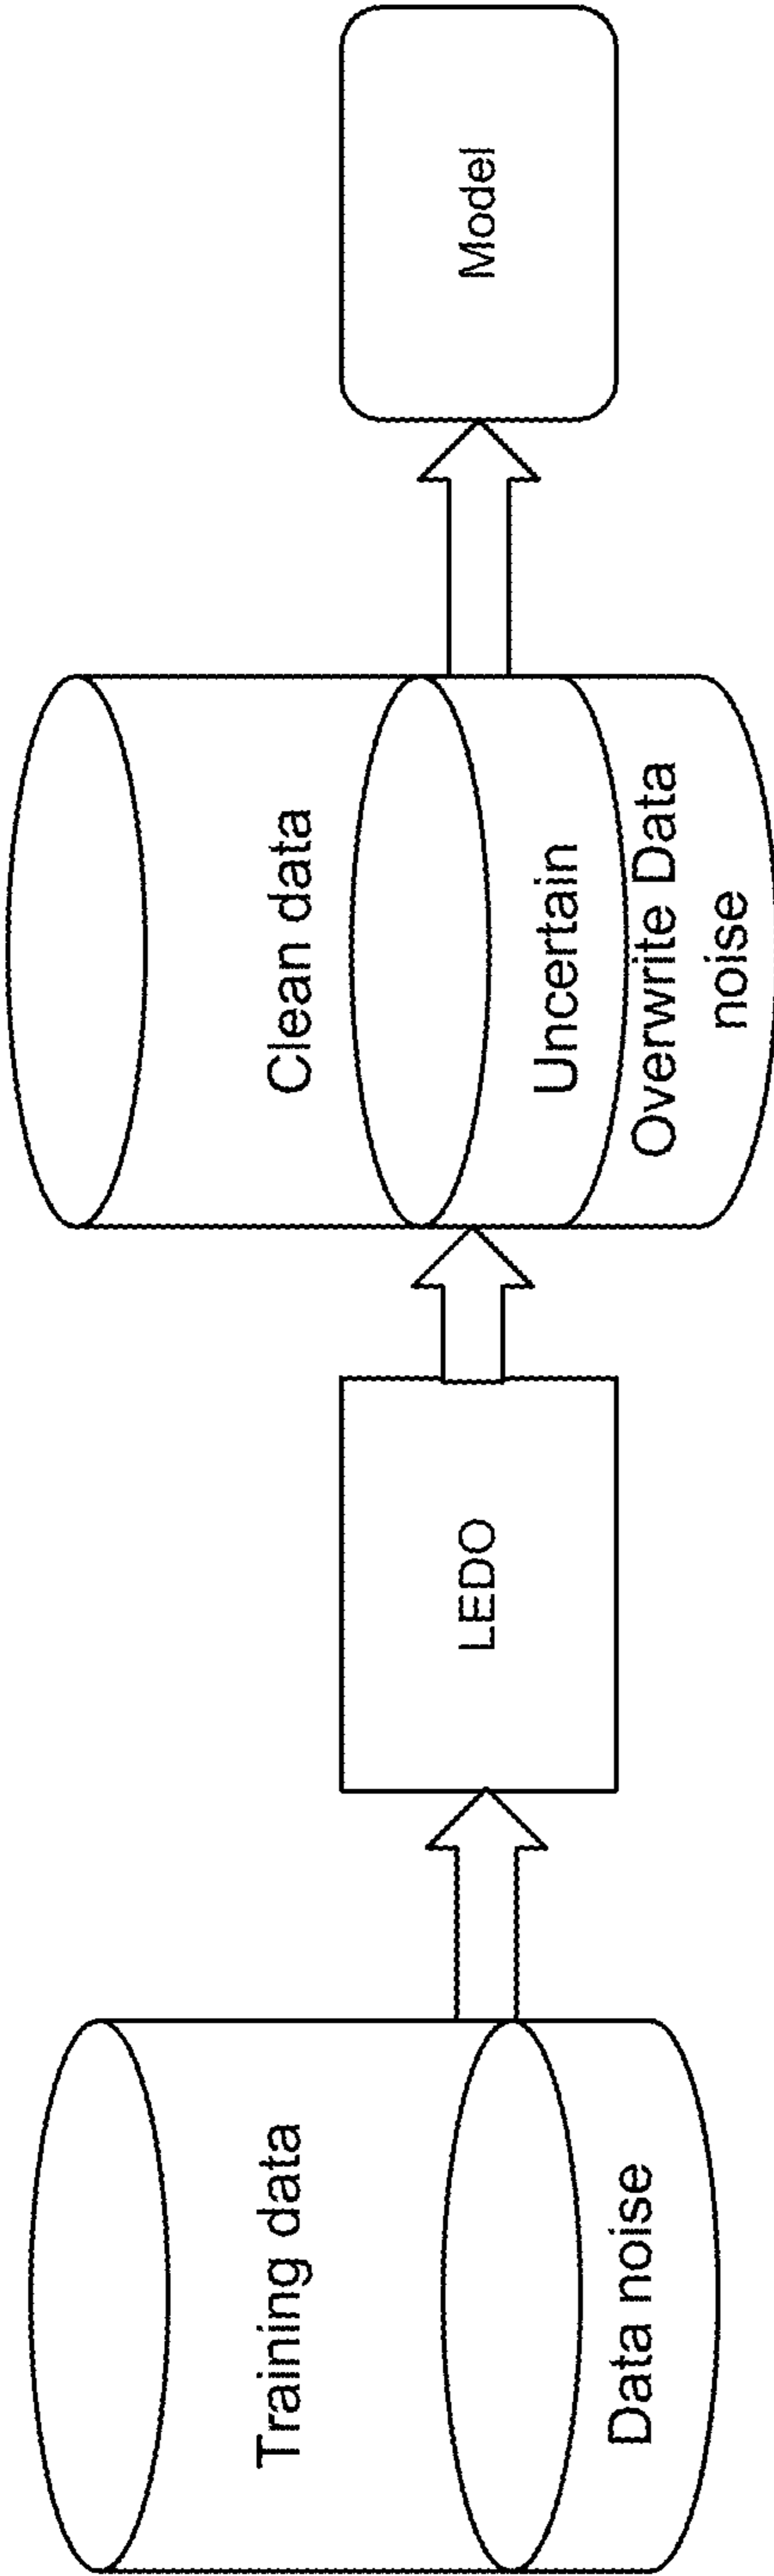 Training data
Data noise
LEDO
Clean data
Uncertain
Overwrite Data
noise
Model